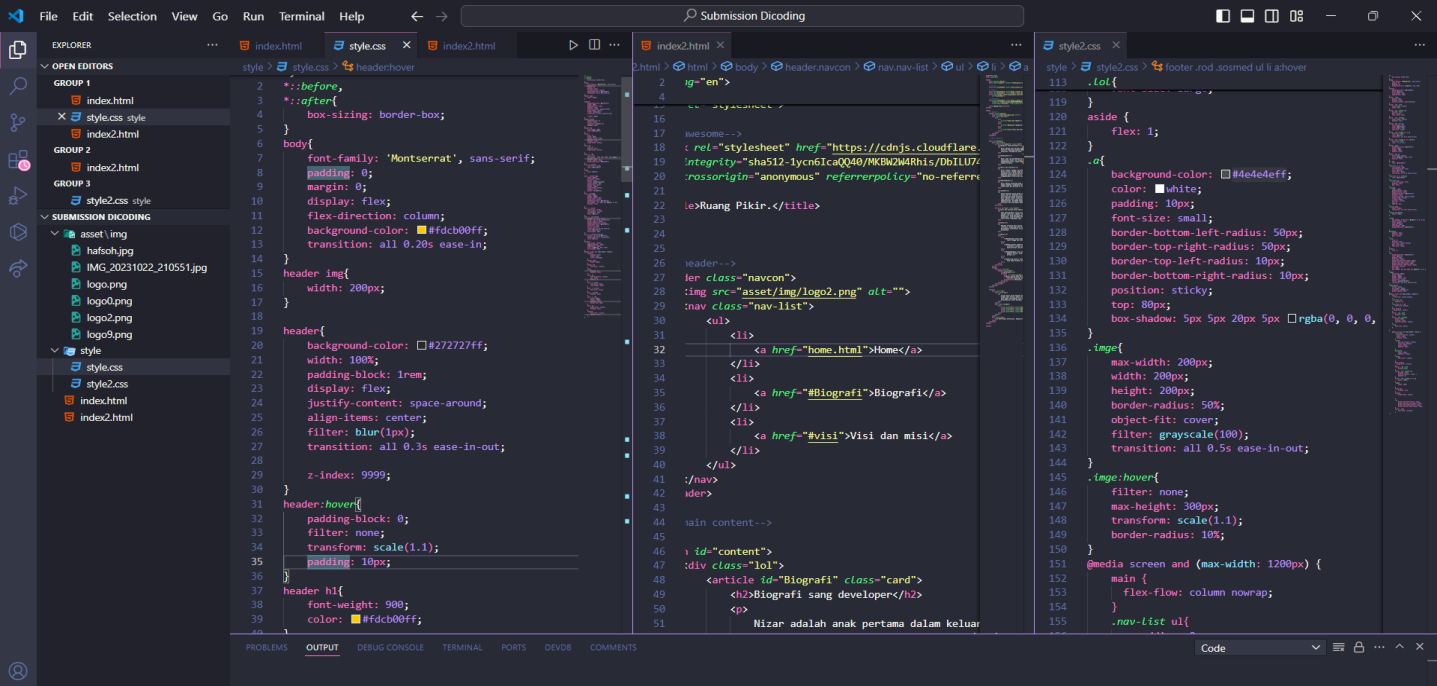 File Edit Selection View Go Run Terminal Help
Submission Dicoding
EXPLORER
OPEN EDITORS
GROUP 1
index.html
style.css style
index2.html
GROUP 2
index2.html
GROUP 3
style2.css style
SUBMISSION DICODING
asset\img
hafsoh.jpg
IMG_20231022_210551.jpg
logo.png
logo0.png
logo2.png
logo9.png
style
style.css
style2.css
index.html
index2.html
index.html style.css index2.html
style > style.css > header:hover
2 *::before,
3 *::after{
4 box-sizing: border-box;
5 }
6 body{
7 font-family: 'Montserrat', sans-serif;
8 padding: 0;
9 margin: 0;
10 display: flex;
11 flex-direction: column;
12 background-color: #fdcb00ff;
13 transition: all 0.20s ease-in;
14 }
15 header img{
16 width: 200px;
17 }
18
19 header{
20 background-color: #272727ff;
21 width: 100%;
22 padding-block: 1rem;
23 display: flex;
24 justify-content: space-around;
25 align-items: center;
26 filter: blur(1px);
27 transition: all 0.3s ease-in-out;
28
29 z-index: 9999;
30 }
31 header:hover{
32 padding-block: 0;
33 filter: none;
34 transform: scale(1.1);
35 padding: 10px;
36 }
37 header h1{
38 font-weight: 900;
39 color: #fdcb00ff;
index2.html
2.html > html > body > header.navcon > nav.nav-list > ul > li > a
2 ng="en">
4
16
17 awesome-->
18 k rel="stylesheet" href="https://cdnjs.cloudflare.
19 integrity="sha512-1ycn6IcaQQ40/MKBW2W4Rhis/DbILU74
20 crossorigin="anonymous" referrerpolicy="no-referre
21
22 le>Ruang Pikir.</title>
23
24
25
26 header-->
27 der class="navcon">
28 <img src="asset/img/logo2.png" alt="">
29 <nav class="nav-list">
30 <ul>
31 <li>
32 <a href="home.html">Home</a>
33 </li>
34 <li>
35 <a href="#Biografi">Biografi</a>
36 </li>
37 <li>
38 <a href="#visi">Visi dan misi</a>
39 </li>
40 </ul>
41 </nav>
42 ader>
43
44 main content-->
45
46 n id="content">
47 <div class="lol">
48 <article id="Biografi" class="card">
49 <h2>Biografi sang developer</h2>
50 <p>
51 Nizar adalah anak pertama dalam keluar
style2.css
style > style2.css > footer .rod .sosmed ul li a:hover
113 .lol{
119 }
120 aside {
121 flex: 1;
122 }
123 .a{
124 background-color: #4e4e4eff;
125 color: white;
126 padding: 10px;
127 font-size: small;
128 border-bottom-left-radius: 50px;
129 border-top-right-radius: 50px;
130 border-top-left-radius: 10px;
131 border-bottom-right-radius: 10px;
132 position: sticky;
133 top: 80px;
134 box-shadow: 5px 5px 20px 5px rgba(0, 0, 0,
135 }
136 .imge{
137 max-width: 200px;
138 width: 200px;
139 height: 200px;
140 border-radius: 50%;
141 object-fit: cover;
142 filter: grayscale(100);
143 transition: all 0.5s ease-in-out;
144 }
145 .imge:hover{
146 filter: none;
147 max-height: 300px;
148 transform: scale(1.1);
149 border-radius: 10%;
150 }
151 @media screen and (max-width: 1200px) {
152 main {
153 flex-flow: column nowrap;
154 }
155 .nav-list ul{
PROBLEMS OUTPUT DEBUG CONSOLE TERMINAL PORTS DEVDB COMMENTS
Code